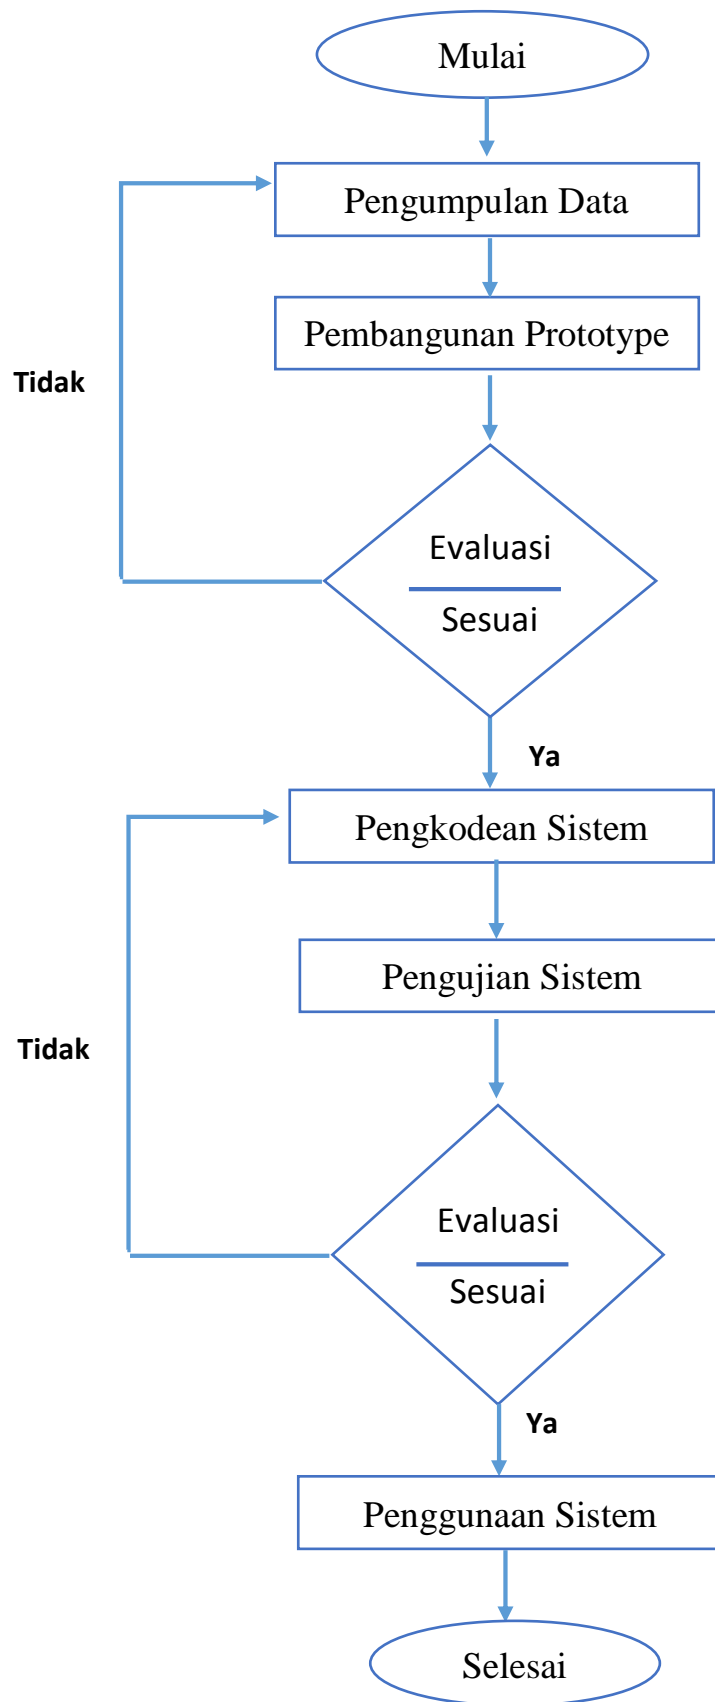 Mulai
Pengumpulan Data
Pembangunan Prototype
Tidak
Evaluasi
Sesuai
Ya
Pengkodean Sistem
Pengujian Sistem
Tidak
Evaluasi
Sesuai
Ya
Penggunaan Sistem
Selesai